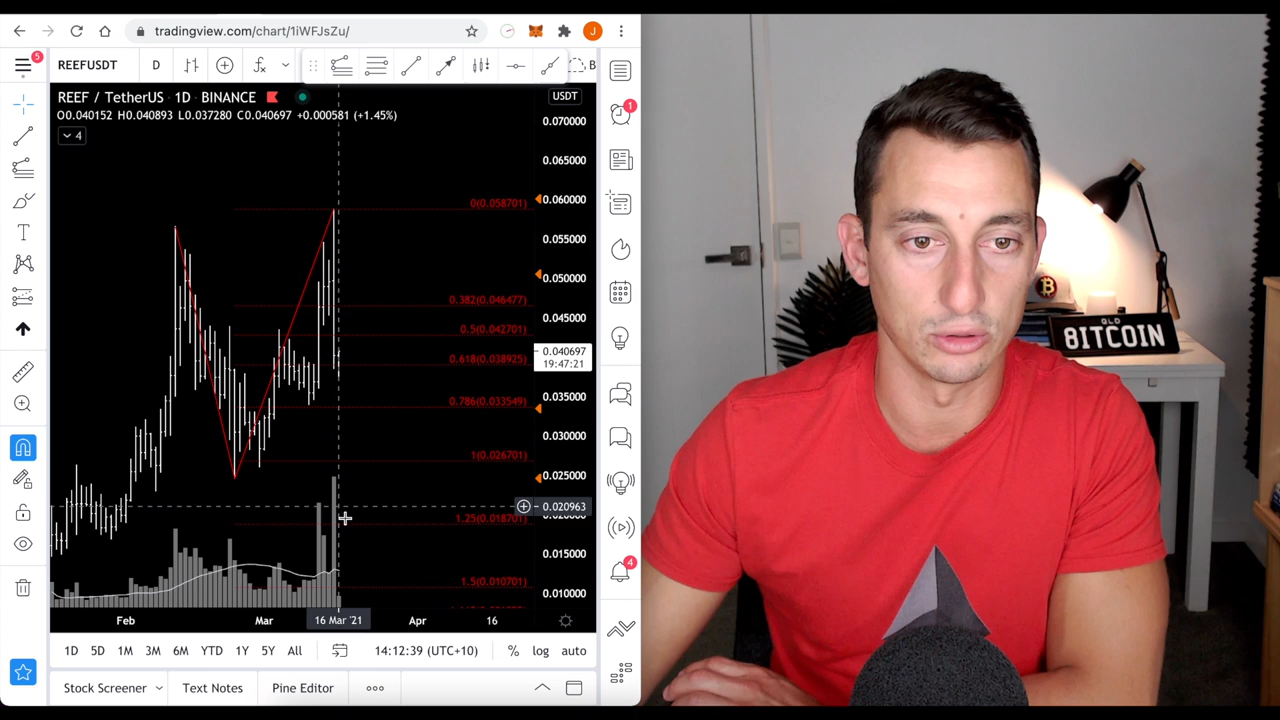 tradingview.com/chart/1iWFJsZu/
J
5
REEFUSDT
D
B
REEF / TetherUS · 1D · BINANCE
USDT
O0.040152 H0.040893 L0.037280 C0.040697 +0.000581 (+1.45%)
4
0.070000
0.065000
0.060000
0(0.058701)
0.055000
0.050000
0.382(0.046477)
0.045000
0.5(0.042701)
0.040697
0.618(0.038925)
19:47:21
0.035000
0.786(0.033549)
0.030000
1(0.026701)
0.025000
0.020963
1.25(0.018701)
0.015000
1.5(0.010701)
0.010000
Feb
Mar
16 Mar '21
Apr
16
1D 5D 1M 3M 6M YTD 1Y 5Y All
14:12:39 (UTC+10)
% log auto
Stock Screener
Text Notes
Pine Editor
1
4
QLD
8ITCOIN